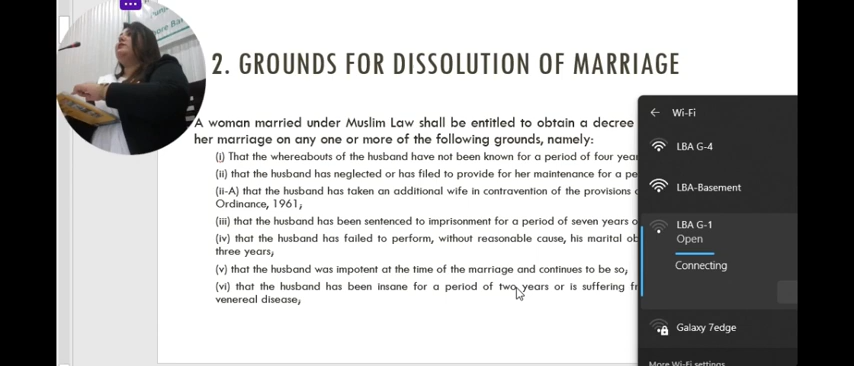 2. GROUNDS FOR DISSOLUTION OF MARRIAGE
A woman married under Muslim Law shall be entitled to obtain a decree
her marriage on any one or more of the following grounds, namely:
(i) That the whereabouts of the husband have not been known for a period of four
(ii) that the husband has neglected or has filed to provide for her maintenance for a
(ii-A) that the husband has taken an additional wife in contravention of the provisions
Ordinance, 1961;
(iii) that the husband has been sentenced to imprisonment for a period of seven years
(iv) that the husband has failed to perform, without reasonable cause, his marital
three years;
(v) that the husband was impotent at the time of the marriage and continues to be so;
(vi) that the husband has been insane for a period of two years or is suffering
venereal disease;
Wi-Fi
LBA G-4
LBA-Basement
LBA G-1
Open
Connecting
Galaxy 7edge
More Wi-Fi settings